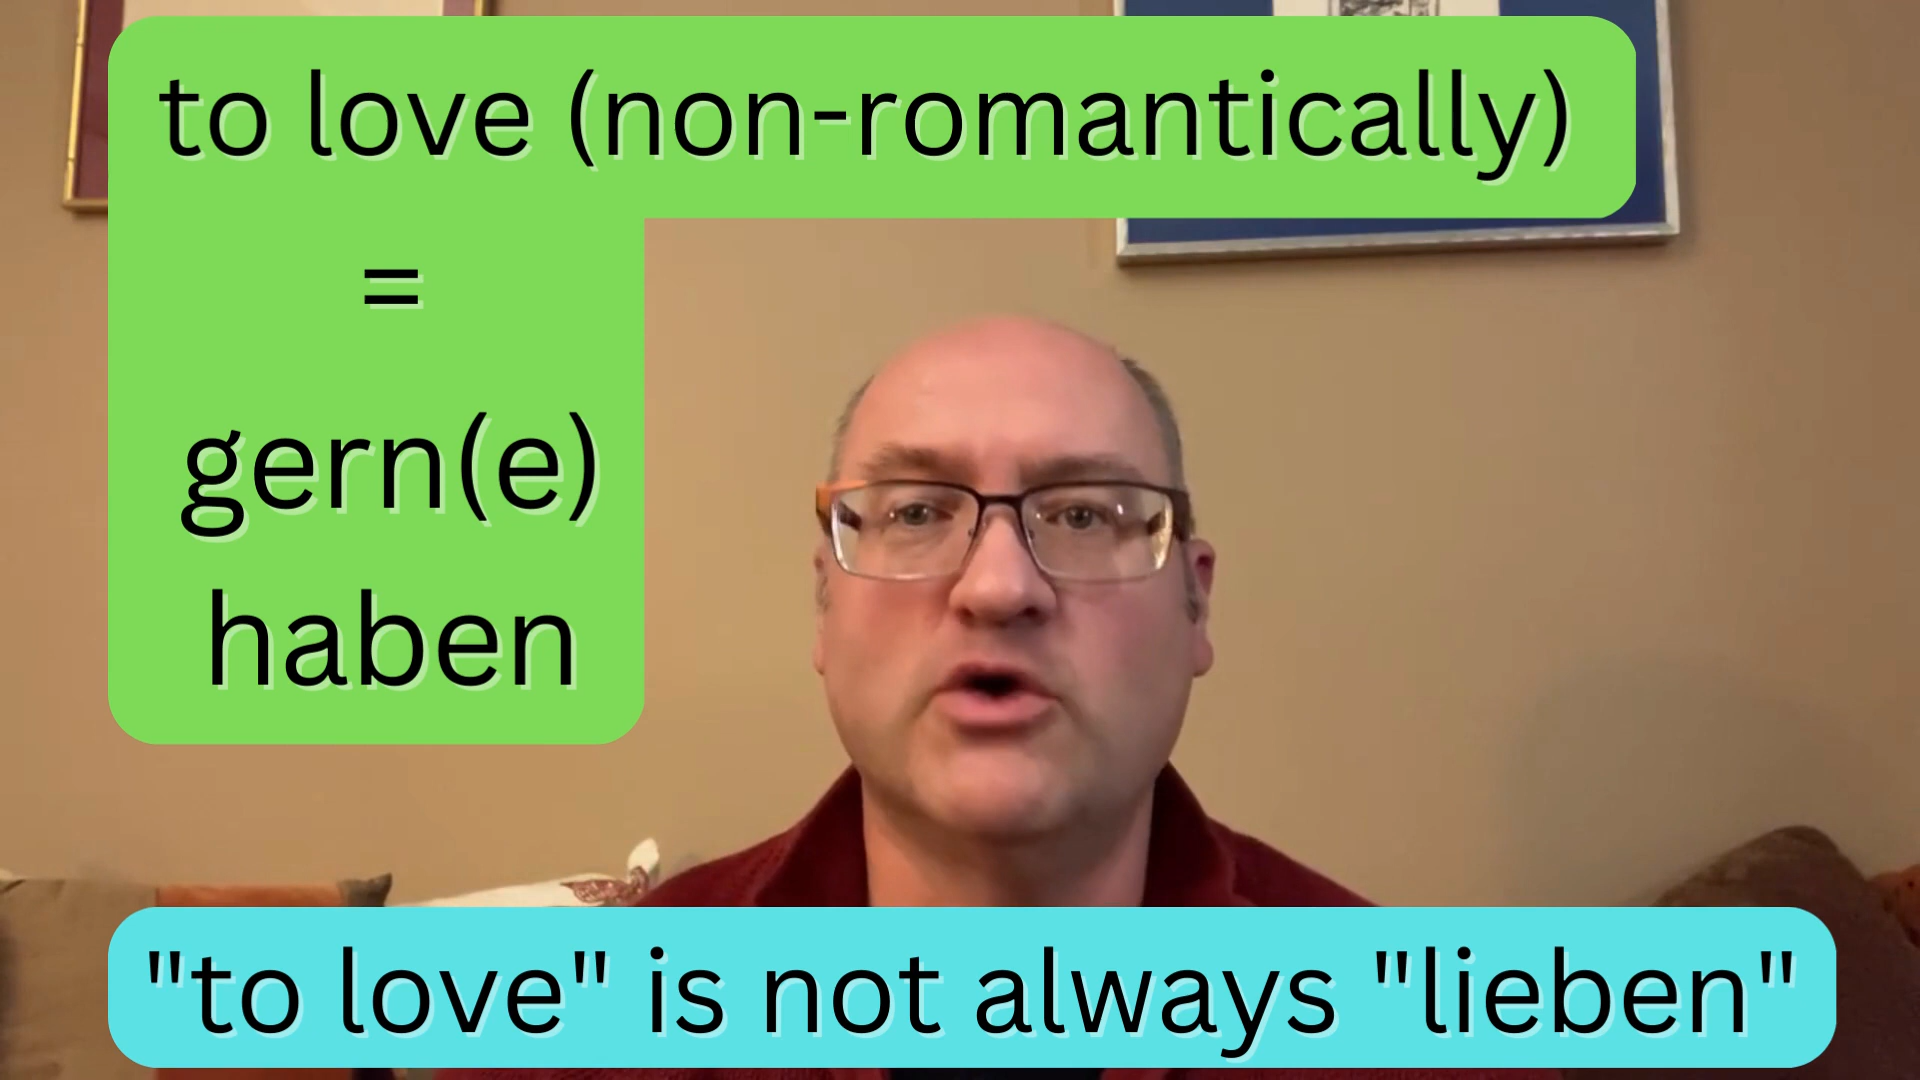 to love (non-romantically)
=
gern(e)
haben
"to love" is not always "lieben"